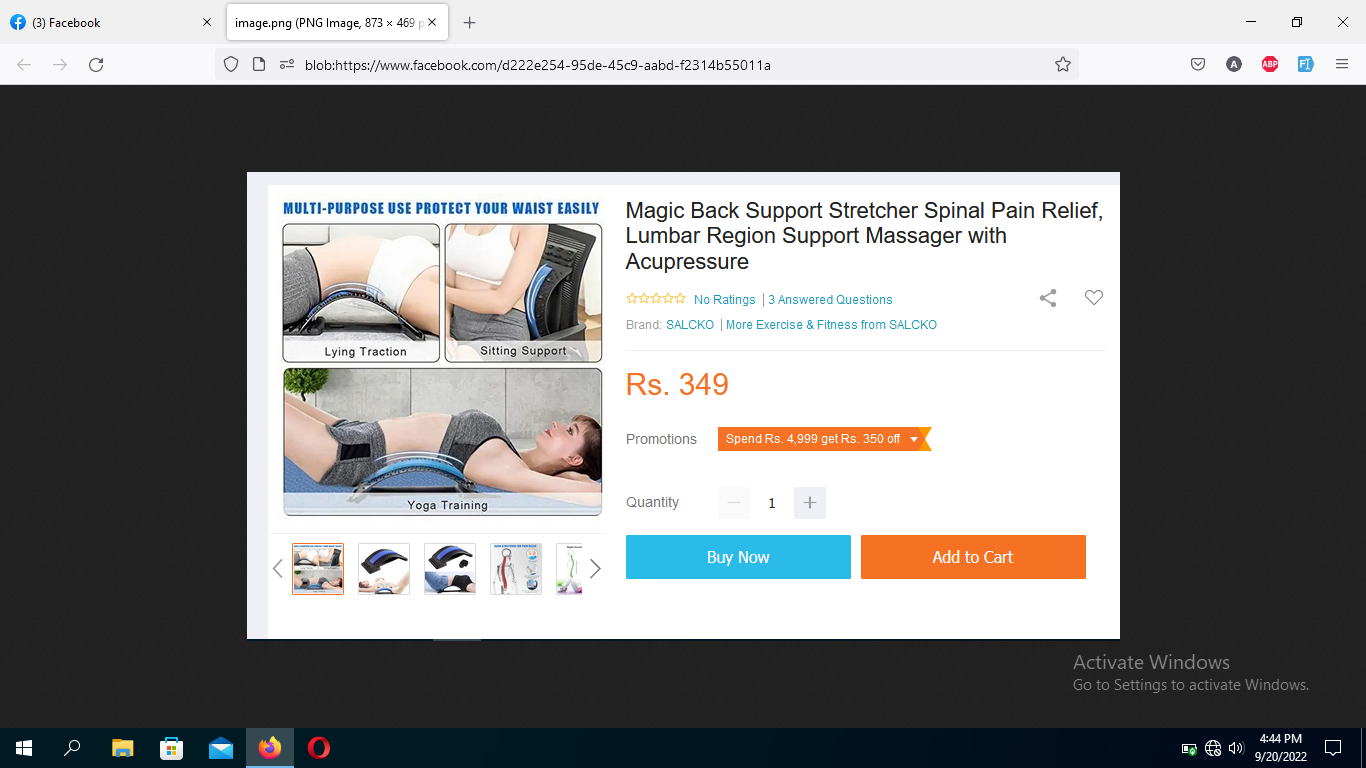 (3) Facebook
image.png (PNG Image, 873 × 469 p
blob:https://www.facebook.com/d222e254-95de-45c9-aabd-f2314b55011a
A
ABP
MULTI-PURPOSE USE PROTECT YOUR WAIST EASILY
Lying Traction
Sitting Support
Yoga Training
Magic Back Support Stretcher Spinal Pain Relief,
Lumbar Region Support Massager with
Acupressure
No Ratings | 3 Answered Questions
Brand: SALCKO | More Exercise & Fitness from SALCKO
Rs. 349
Promotions Spend Rs. 4,999 get Rs. 350 off
Quantity 1
Buy Now Add to Cart
Activate Windows
Go to Settings to activate Windows.
4:44 PM
9/20/2022